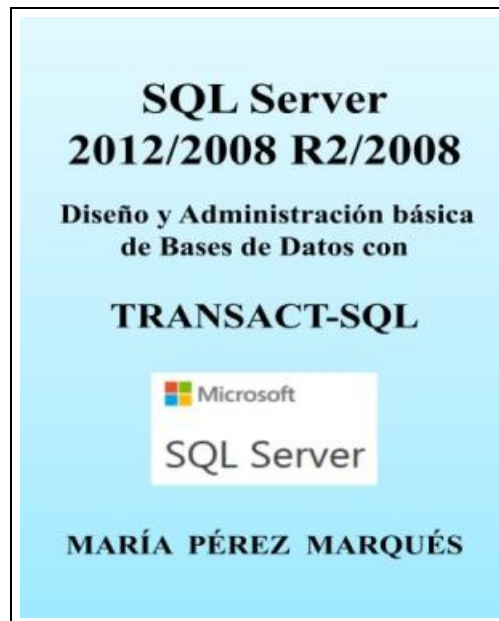 SQL Server
2012/2008 R2/2008
Diseño y Administración básica
de Bases de Datos con
TRANSACT-SQL
Microsoft
SQL Server
MARÍA PÉREZ MARQUÉS